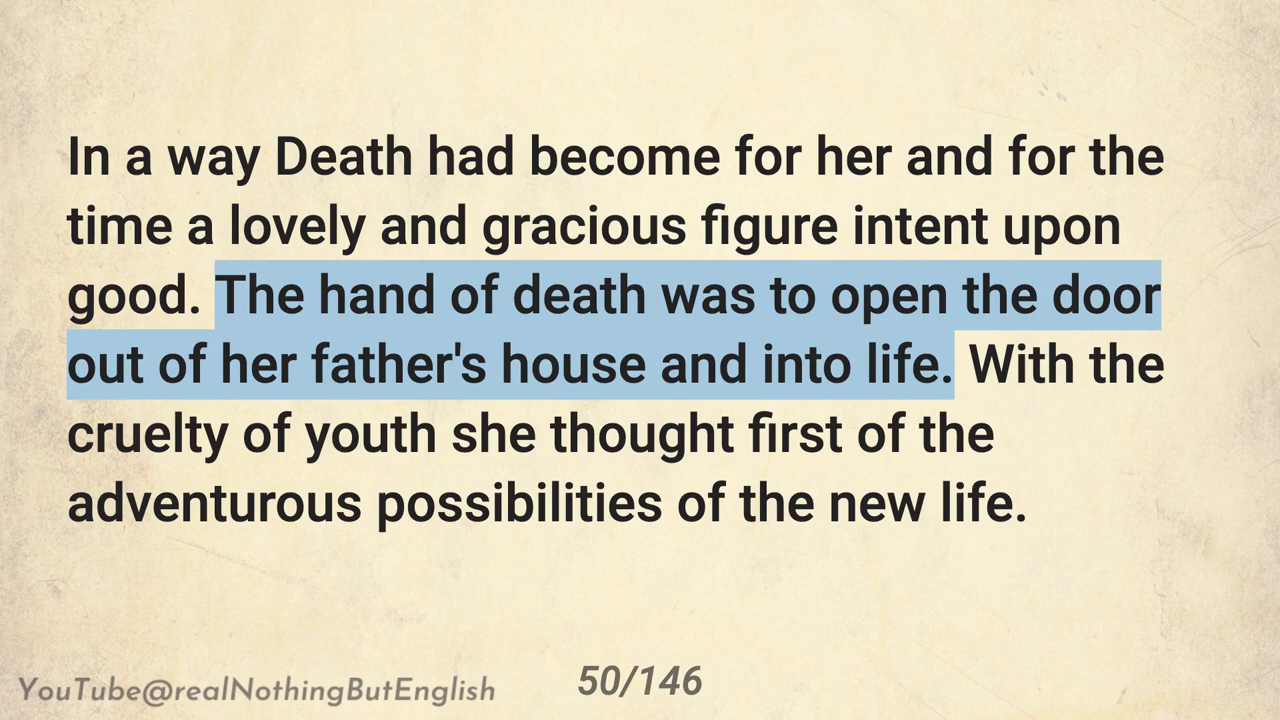 In a way Death had become for her and for the
time a lovely and gracious figure intent upon
good. The hand of death was to open the door
out of her father's house and into life. With the
cruelty of youth she thought first of the
adventurous possibilities of the new life.
YouTube@realNothingButEnglish
50/146